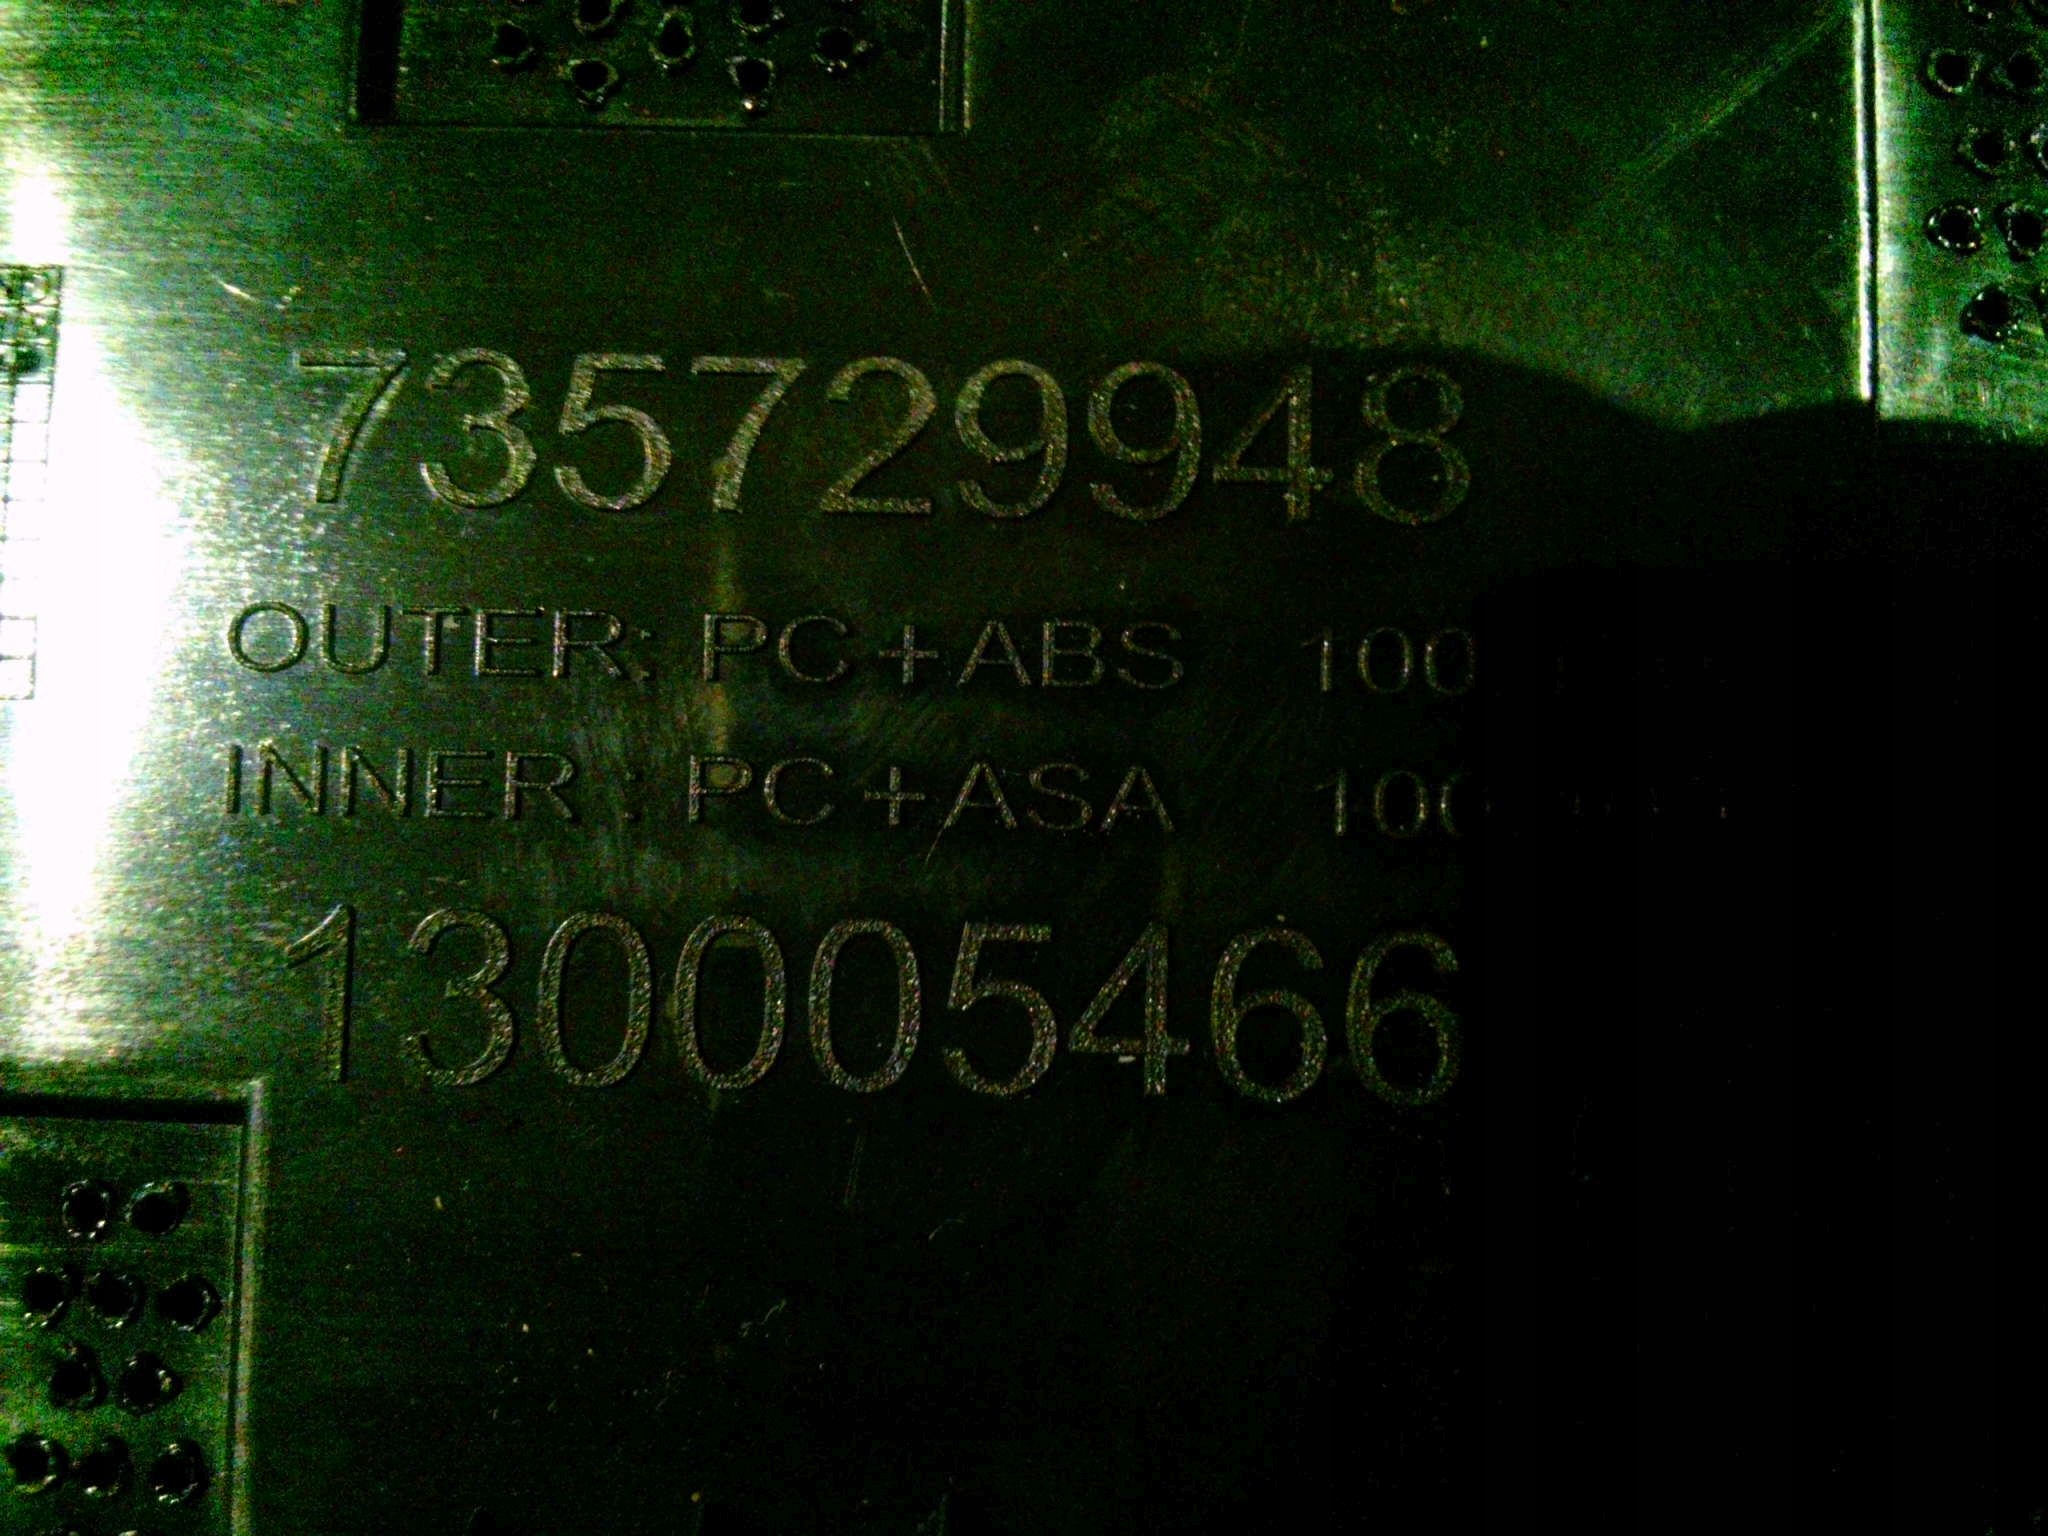 735729948
OUTER: PC+ABS
INNER : PC+ASA
130005466